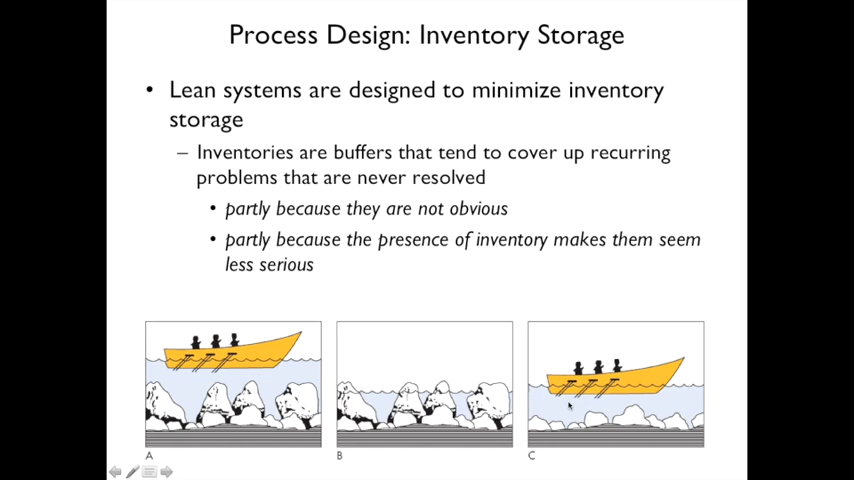 Process Design: Inventory Storage
• Lean systems are designed to minimize inventory
storage
– Inventories are buffers that tend to cover up recurring
problems that are never resolved
• partly because they are not obvious
• partly because the presence of inventory makes them seem
less serious
A B C